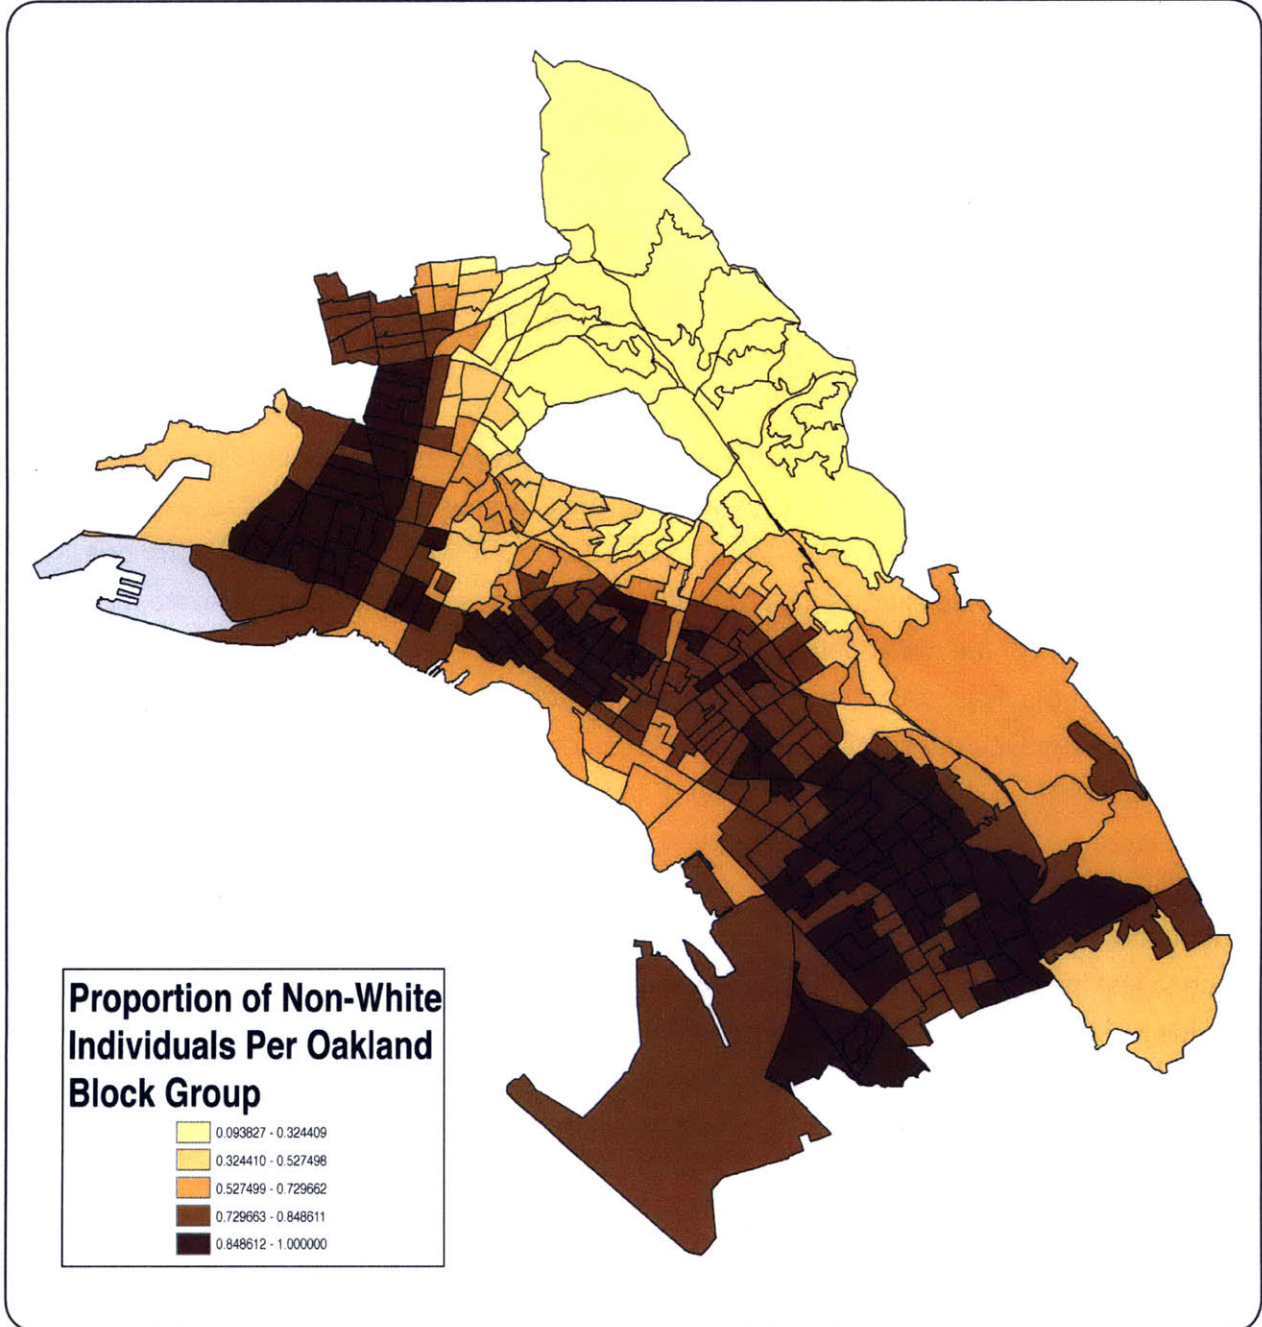 Proportion of Non-White
Individuals Per Oakland
Block Group
0.093827 - 0.324409
0.324410 - 0.527498
0.527499 - 0.729662
0.729663 - 0.848611
0.848612 - 1.000000